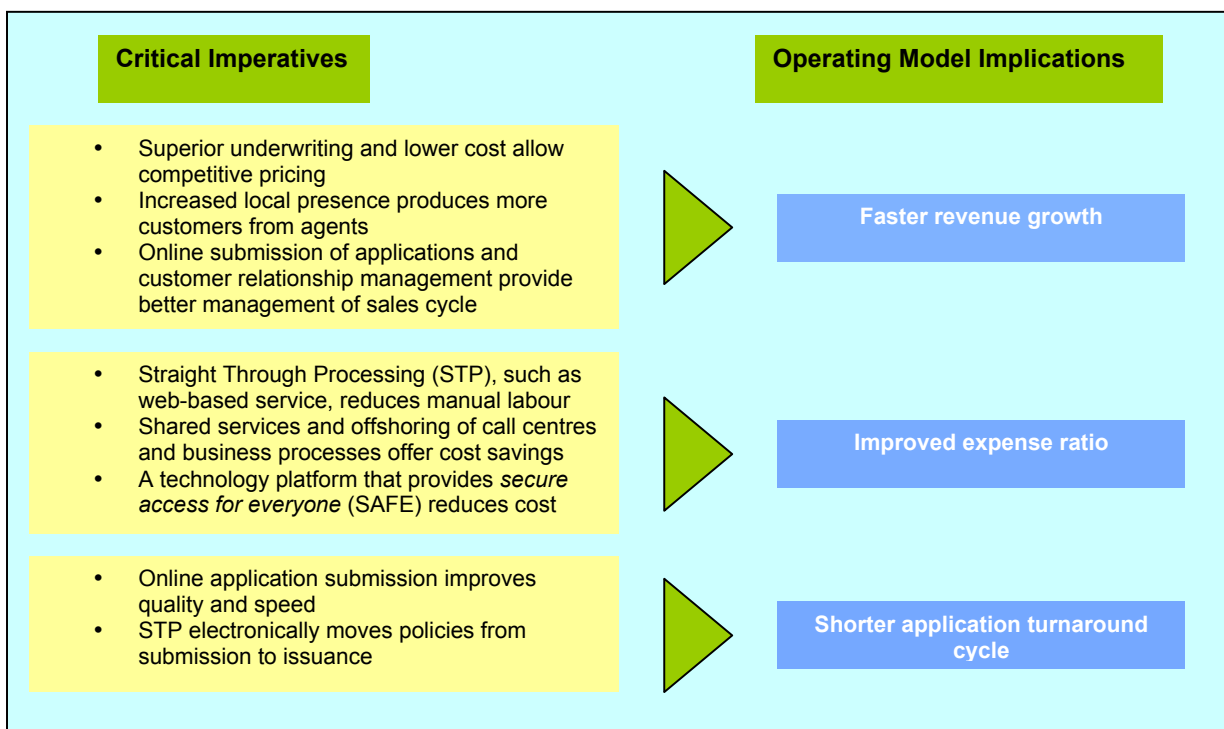 Critical Imperatives
Operating Model Implications
• Superior underwriting and lower cost allow
competitive pricing
• Increased local presence produces more
customers from agents
• Online submission of applications and
customer relationship management provide
better management of sales cycle
Faster revenue growth
• Straight Through Processing (STP), such as
web-based service, reduces manual labour
• Shared services and offshoring of call centres
and business processes offer cost savings
• A technology platform that provides secure
access for everyone (SAFE) reduces cost
Improved expense ratio
• Online application submission improves
quality and speed
• STP electronically moves policies from
submission to issuance
Shorter application turnaround
cycle